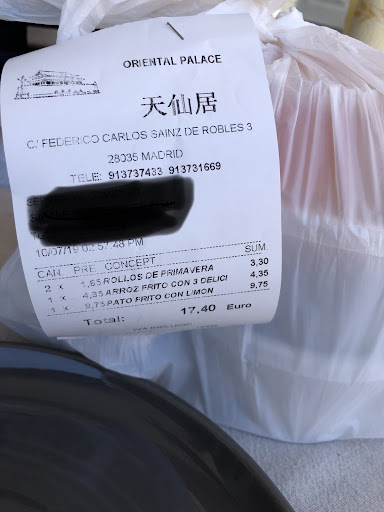 ORIENTAL PALACE
天仙居
C/ FEDERICO CARLOS SAINZ DE ROBLES 3
28035 MADRID
TELE: 913737433 913731669
10/07/19 02:57:48 PM
CAN. PRE. CONCEPT SUM.
2 x 1,65 ROLLOS DE PRIMAVERA 3,30
1 x 4,35 ARROZ FRITO CON 3 DELICI 4,35
1 x 9,75 PATO FRITO CON LIMON 9,75
Total: 17,40 Euro